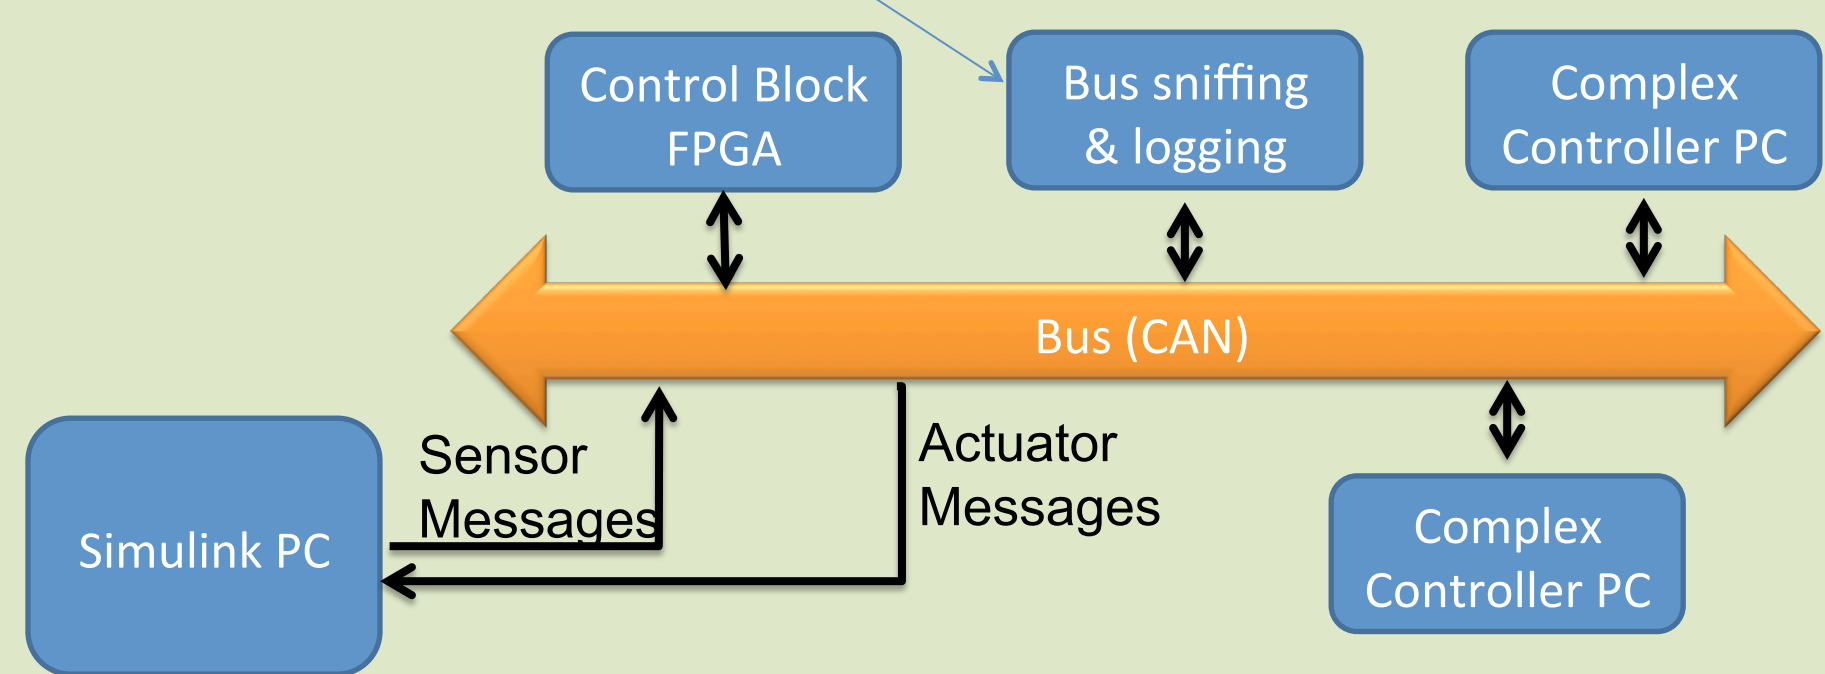 Control Block
FPGA
Bus sniffing
& logging
Complex
Controller PC
Bus (CAN)
Sensor
Messages
Actuator
Messages
Simulink PC
Complex
Controller PC